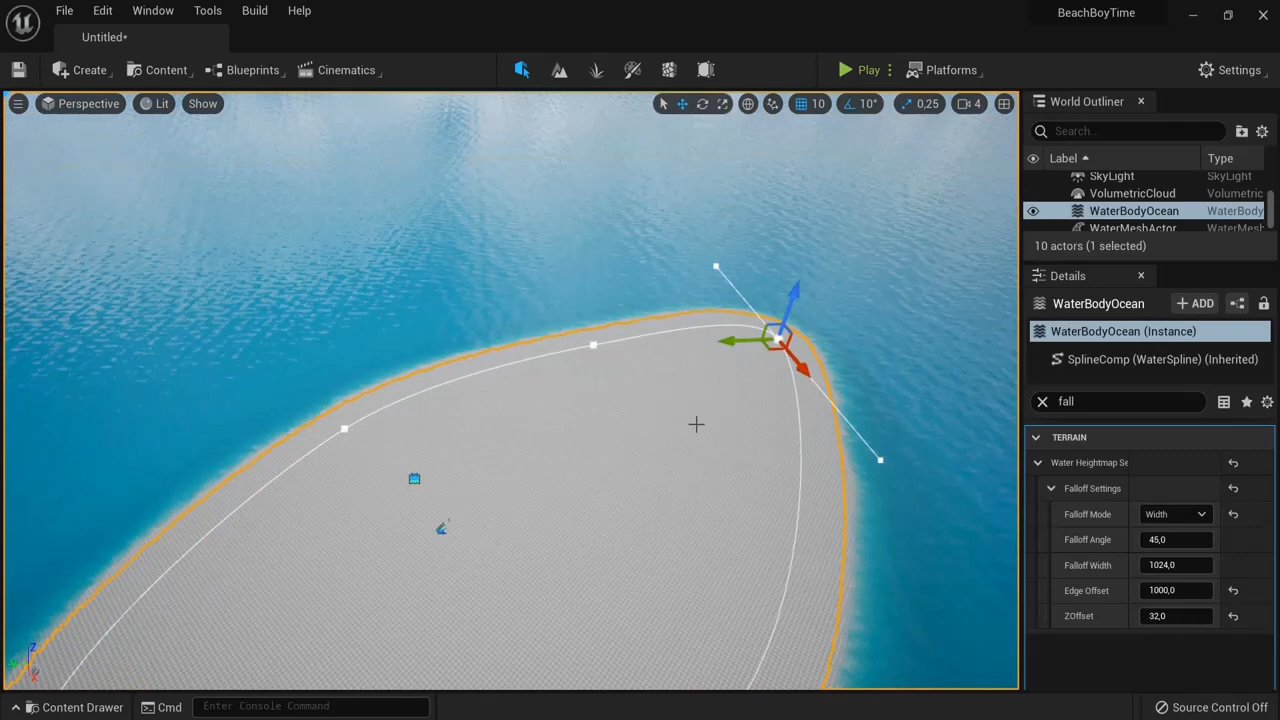 File Edit Window Tools Build Help
BeachBoyTime
Untitled*
Create Content Blueprints Cinematics Play Platforms Settings
Perspective Lit Show 10 10° 0,25 4
World Outliner
Search...
Label Type
SkyLight SkyLight
VolumetricCloud Volumetric
WaterBodyOcean WaterBody
WaterMeshActor WaterMesh
10 actors (1 selected)
Details
WaterBodyOcean ADD
WaterBodyOcean (Instance)
SplineComp (WaterSpline) (Inherited)
fall
TERRAIN
Water Heightmap Se
Falloff Settings
Falloff Mode Width
Falloff Angle 45,0
Falloff Width 1024,0
Edge Offset 1000,0
ZOffset 32,0
Z
X
Content Drawer Cmd Enter Console Command Source Control Off